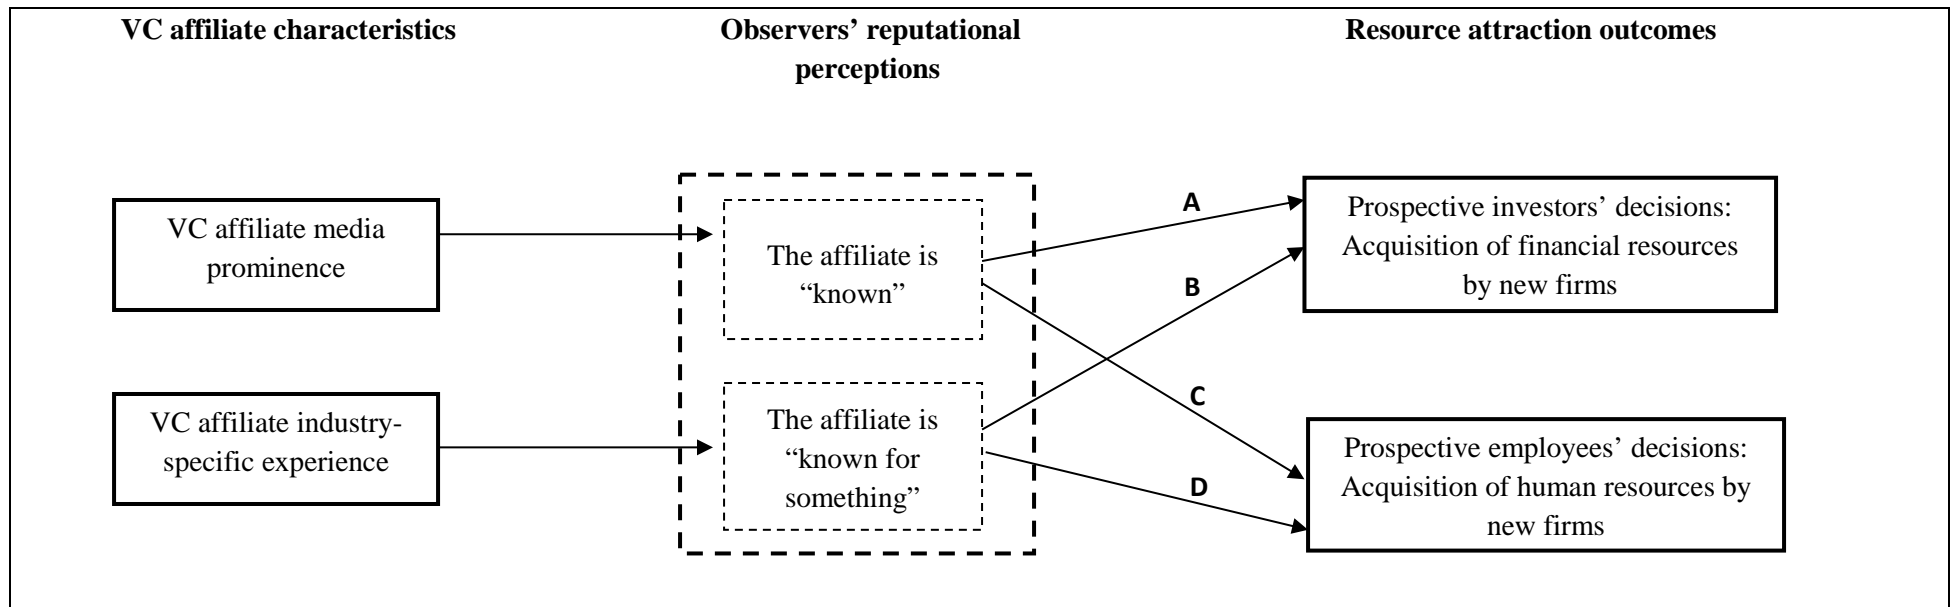 VC affiliate characteristics
Observers’ reputational
perceptions
Resource attraction outcomes
VC affiliate media
prominence
The affiliate is
“known”
A
Prospective investors’ decisions:
Acquisition of financial resources
by new firms
B
VC affiliate industry-
specific experience
The affiliate is
“known for
something”
C
D
Prospective employees’ decisions:
Acquisition of human resources by
new firms